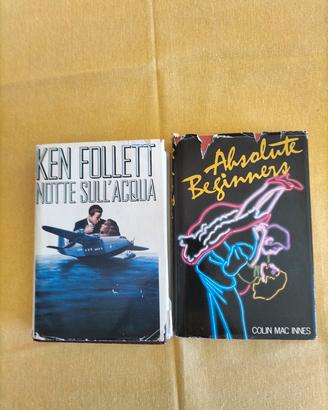 KEN FOLLETT
NOTTE SULL'ACQUA
Absolute
Beginners
COLIN MAC INNES